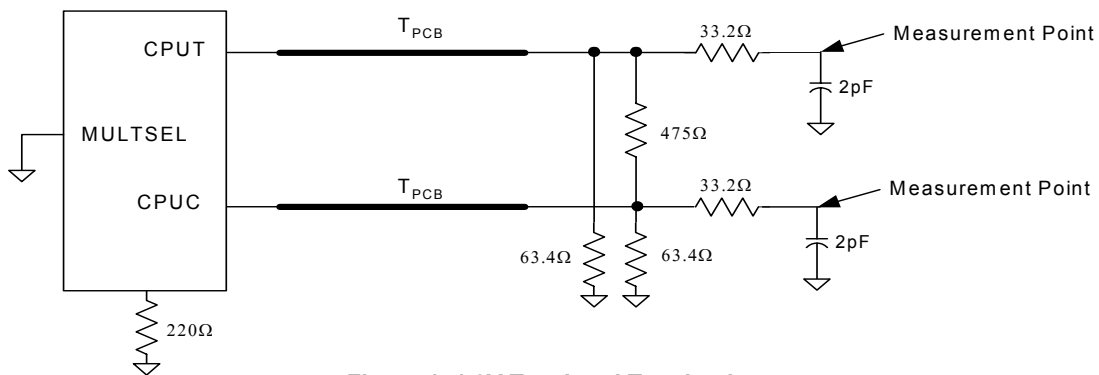 CPUT
T PCB
33.2Ω
Measurement Point
2pF
MULTSEL
475Ω
CPUC
T PCB
33.2Ω
Measurement Point
2pF
63.4Ω
63.4Ω
220Ω